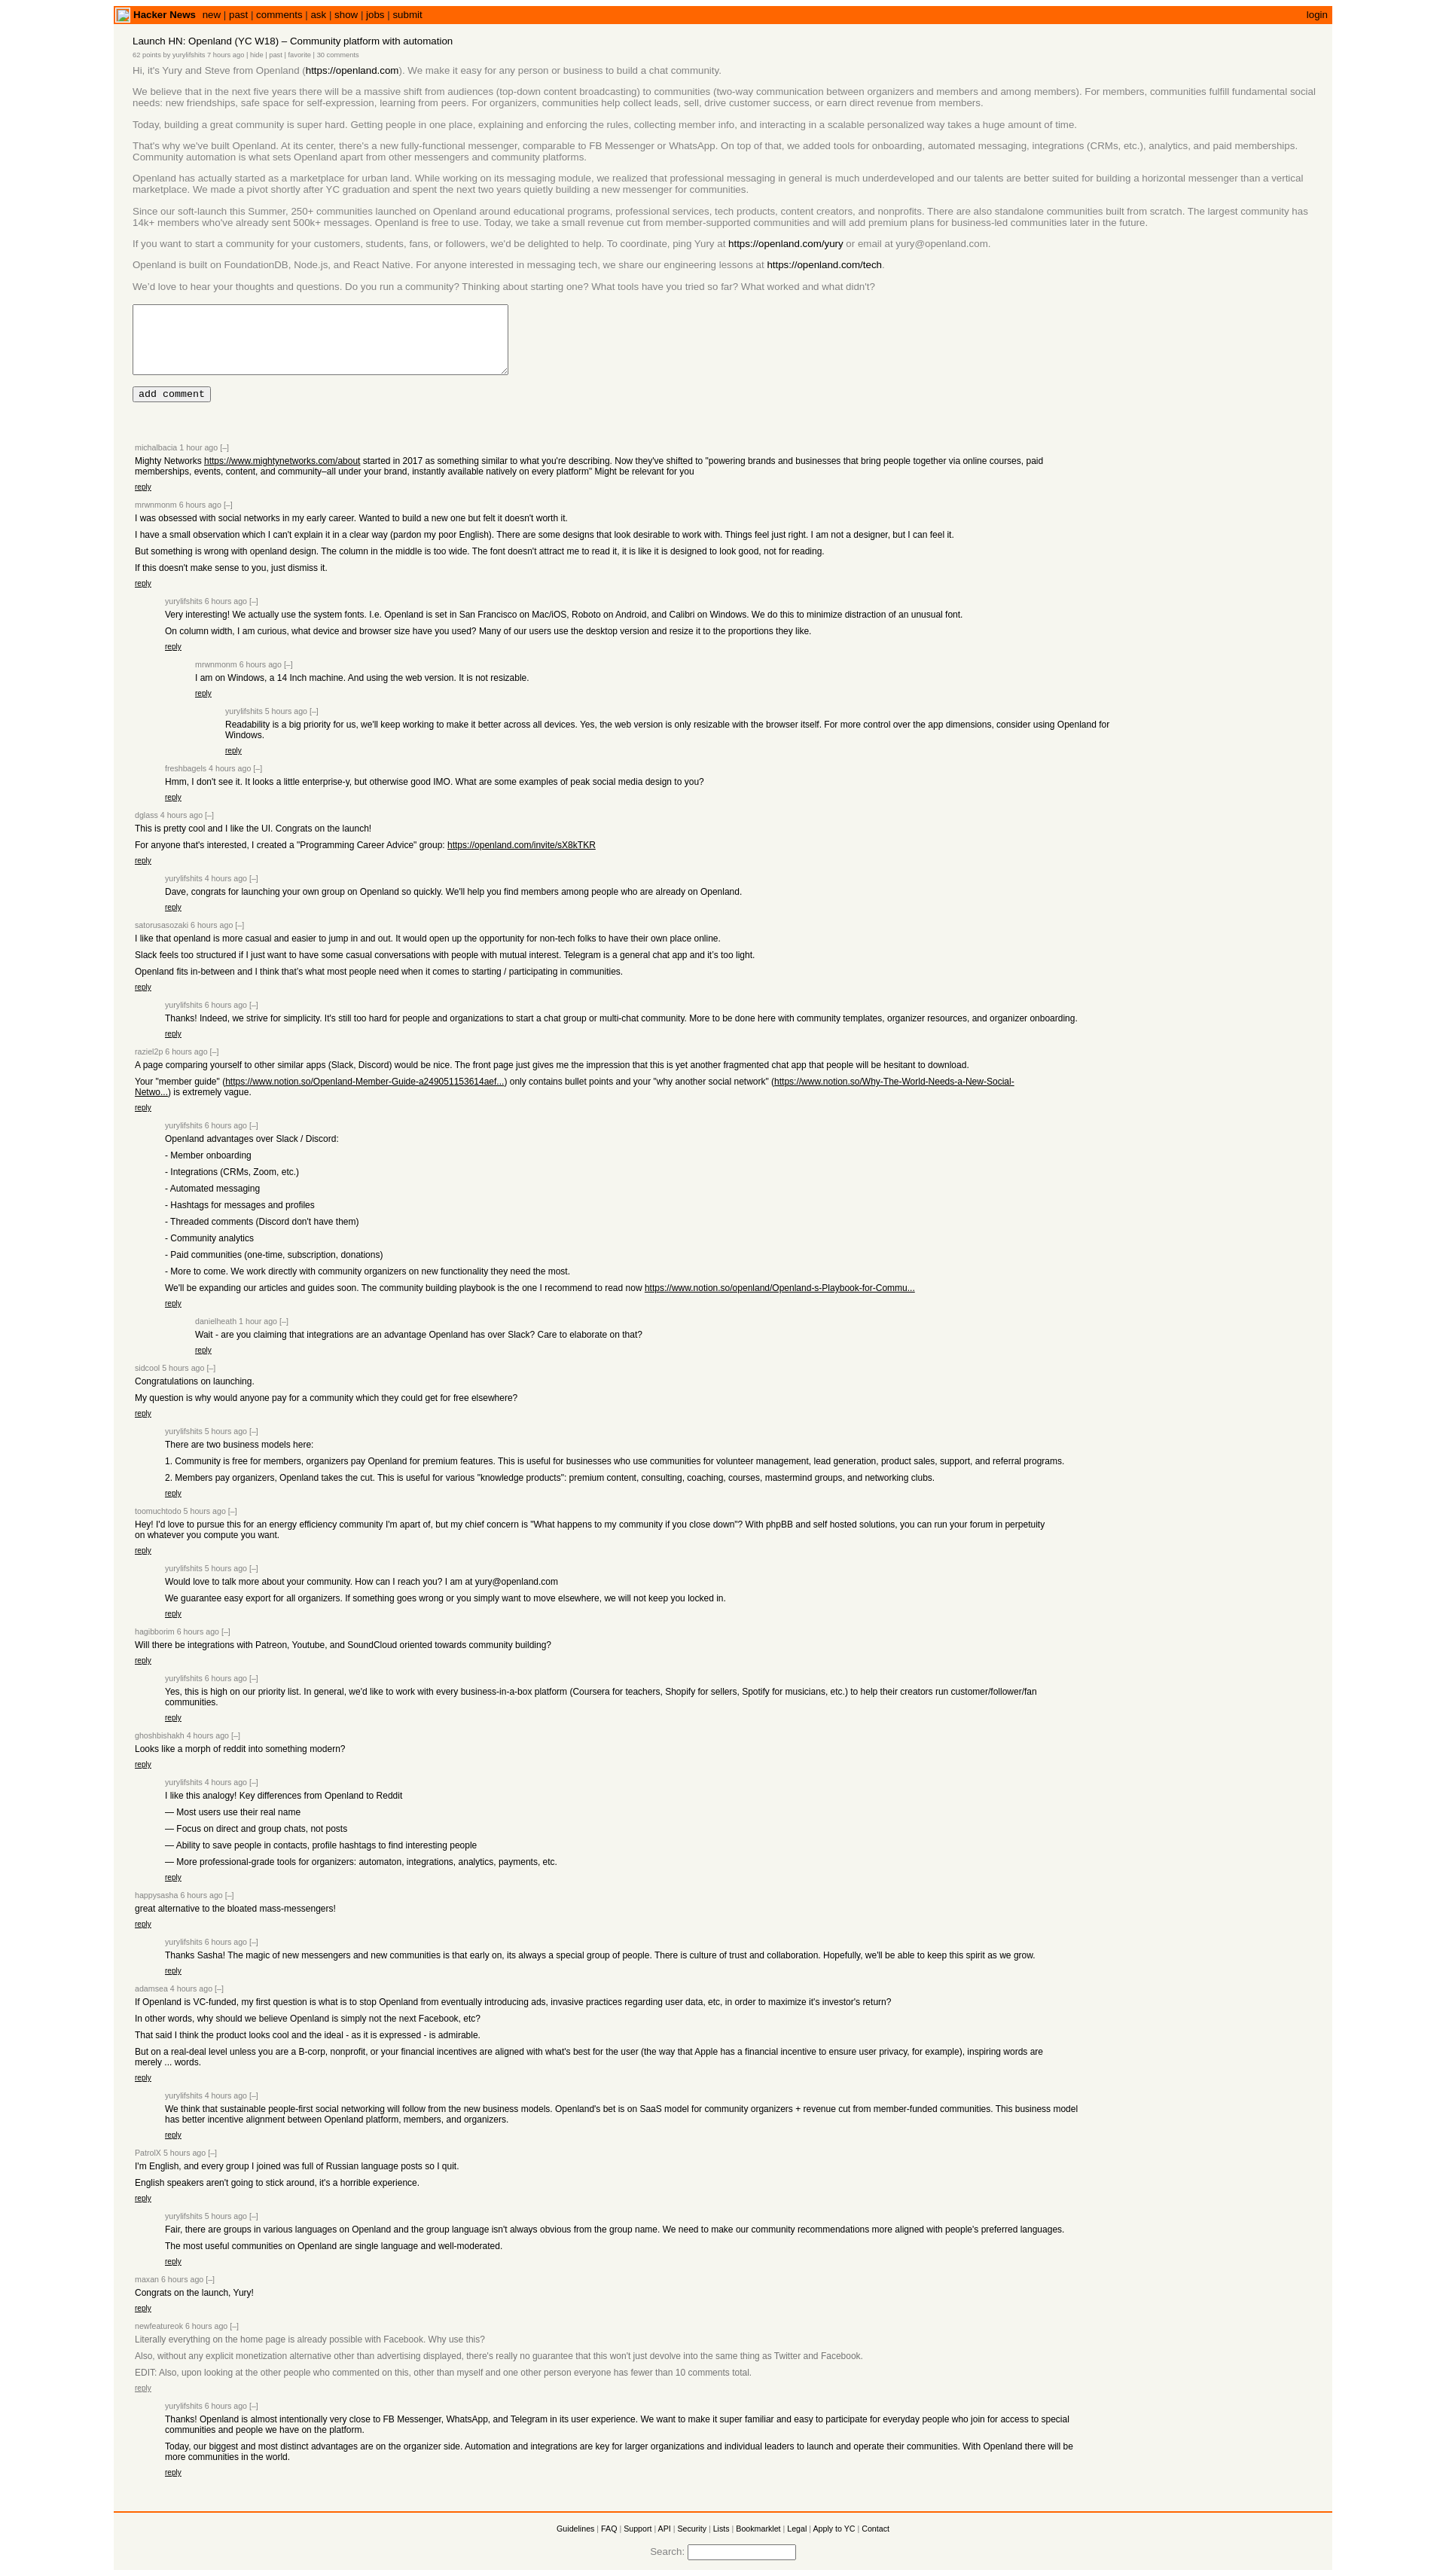 Hacker News new | past | comments | ask | show | jobs | submit login
Launch HN: Openland (YC W18) – Community platform with automation
62 points by yurylifshits 7 hours ago | hide | past | favorite | 30 comments
Hi, it's Yury and Steve from Openland (https://openland.com). We make it easy for any person or business to build a chat community.
We believe that in the next five years there will be a massive shift from audiences (top-down content broadcasting) to communities (two-way communication between organizers and members and among members). For members, communities fulfill fundamental social
needs: new friendships, safe space for self-expression, learning from peers. For organizers, communities help collect leads, sell, drive customer success, or earn direct revenue from members.
Today, building a great community is super hard. Getting people in one place, explaining and enforcing the rules, collecting member info, and interacting in a scalable personalized way takes a huge amount of time.
That's why we've built Openland. At its center, there's a new fully-functional messenger, comparable to FB Messenger or WhatsApp. On top of that, we added tools for onboarding, automated messaging, integrations (CRMs, etc.), analytics, and paid memberships.
Community automation is what sets Openland apart from other messengers and community platforms.
Openland has actually started as a marketplace for urban land. While working on its messaging module, we realized that professional messaging in general is much underdeveloped and our talents are better suited for building a horizontal messenger than a vertical
marketplace. We made a pivot shortly after YC graduation and spent the next two years quietly building a new messenger for communities.
Since our soft-launch this Summer, 250+ communities launched on Openland around educational programs, professional services, tech products, content creators, and nonprofits. There are also standalone communities built from scratch. The largest community has
14k+ members who've already sent 500k+ messages. Openland is free to use. Today, we take a small revenue cut from member-supported communities and will add premium plans for business-led communities later in the future.
If you want to start a community for your customers, students, fans, or followers, we'd be delighted to help. To coordinate, ping Yury at https://openland.com/yury or email at yury@openland.com.
Openland is built on FoundationDB, Node.js, and React Native. For anyone interested in messaging tech, we share our engineering lessons at https://openland.com/tech.
We'd love to hear your thoughts and questions. Do you run a community? Thinking about starting one? What tools have you tried so far? What worked and what didn't?
add comment
michalbacia 1 hour ago [–]
Mighty Networks https://www.mightynetworks.com/about started in 2017 as something similar to what you're describing. Now they've shifted to "powering brands and businesses that bring people together via online courses, paid
memberships, events, content, and community–all under your brand, instantly available natively on every platform" Might be relevant for you
reply
mrwnmonm 6 hours ago [–]
I was obsessed with social networks in my early career. Wanted to build a new one but felt it doesn't worth it.
I have a small observation which I can't explain it in a clear way (pardon my poor English). There are some designs that look desirable to work with. Things feel just right. I am not a designer, but I can feel it.
But something is wrong with openland design. The column in the middle is too wide. The font doesn't attract me to read it, it is like it is designed to look good, not for reading.
If this doesn't make sense to you, just dismiss it.
reply
yurylifshits 6 hours ago [–]
Very interesting! We actually use the system fonts. I.e. Openland is set in San Francisco on Mac/iOS, Roboto on Android, and Calibri on Windows. We do this to minimize distraction of an unusual font.
On column width, I am curious, what device and browser size have you used? Many of our users use the desktop version and resize it to the proportions they like.
reply
mrwnmonm 6 hours ago [–]
I am on Windows, a 14 Inch machine. And using the web version. It is not resizable.
reply
yurylifshits 5 hours ago [–]
Readability is a big priority for us, we'll keep working to make it better across all devices. Yes, the web version is only resizable with the browser itself. For more control over the app dimensions, consider using Openland for
Windows.
reply
freshbagels 4 hours ago [–]
Hmm, I don't see it. It looks a little enterprise-y, but otherwise good IMO. What are some examples of peak social media design to you?
reply
dglass 4 hours ago [–]
This is pretty cool and I like the UI. Congrats on the launch!
For anyone that's interested, I created a "Programming Career Advice" group: https://openland.com/invite/sX8kTKR
reply
yurylifshits 4 hours ago [–]
Dave, congrats for launching your own group on Openland so quickly. We'll help you find members among people who are already on Openland.
reply
satorusasozaki 6 hours ago [–]
I like that openland is more casual and easier to jump in and out. It would open up the opportunity for non-tech folks to have their own place online.
Slack feels too structured if I just want to have some casual conversations with people with mutual interest. Telegram is a general chat app and it's too light.
Openland fits in-between and I think that's what most people need when it comes to starting / participating in communities.
reply
yurylifshits 6 hours ago [–]
Thanks! Indeed, we strive for simplicity. It's still too hard for people and organizations to start a chat group or multi-chat community. More to be done here with community templates, organizer resources, and organizer onboarding.
reply
raziel2p 6 hours ago [–]
A page comparing yourself to other similar apps (Slack, Discord) would be nice. The front page just gives me the impression that this is yet another fragmented chat app that people will be hesitant to download.
Your "member guide" (https://www.notion.so/Openland-Member-Guide-a249051153614aef...) only contains bullet points and your "why another social network" (https://www.notion.so/Why-The-World-Needs-a-New-Social-
Netwo...) is extremely vague.
reply
yurylifshits 6 hours ago [–]
Openland advantages over Slack / Discord:
- Member onboarding
- Integrations (CRMs, Zoom, etc.)
- Automated messaging
- Hashtags for messages and profiles
- Threaded comments (Discord don't have them)
- Community analytics
- Paid communities (one-time, subscription, donations)
- More to come. We work directly with community organizers on new functionality they need the most.
We'll be expanding our articles and guides soon. The community building playbook is the one I recommend to read now https://www.notion.so/openland/Openland-s-Playbook-for-Commu...
reply
danielheath 1 hour ago [–]
Wait - are you claiming that integrations are an advantage Openland has over Slack? Care to elaborate on that?
reply
sidcool 5 hours ago [–]
Congratulations on launching.
My question is why would anyone pay for a community which they could get for free elsewhere?
reply
yurylifshits 5 hours ago [–]
There are two business models here:
1. Community is free for members, organizers pay Openland for premium features. This is useful for businesses who use communities for volunteer management, lead generation, product sales, support, and referral programs.
2. Members pay organizers, Openland takes the cut. This is useful for various "knowledge products": premium content, consulting, coaching, courses, mastermind groups, and networking clubs.
reply
toomuchtodo 5 hours ago [–]
Hey! I'd love to pursue this for an energy efficiency community I'm apart of, but my chief concern is "What happens to my community if you close down"? With phpBB and self hosted solutions, you can run your forum in perpetuity
on whatever you compute you want.
reply
yurylifshits 5 hours ago [–]
Would love to talk more about your community. How can I reach you? I am at yury@openland.com
We guarantee easy export for all organizers. If something goes wrong or you simply want to move elsewhere, we will not keep you locked in.
reply
hagibborim 6 hours ago [–]
Will there be integrations with Patreon, Youtube, and SoundCloud oriented towards community building?
reply
yurylifshits 6 hours ago [–]
Yes, this is high on our priority list. In general, we'd like to work with every business-in-a-box platform (Coursera for teachers, Shopify for sellers, Spotify for musicians, etc.) to help their creators run customer/follower/fan
communities.
reply
ghoshbishakh 4 hours ago [–]
Looks like a morph of reddit into something modern?
reply
yurylifshits 4 hours ago [–]
I like this analogy! Key differences from Openland to Reddit
— Most users use their real name
— Focus on direct and group chats, not posts
— Ability to save people in contacts, profile hashtags to find interesting people
— More professional-grade tools for organizers: automaton, integrations, analytics, payments, etc.
reply
happysasha 6 hours ago [–]
great alternative to the bloated mass-messengers!
reply
yurylifshits 6 hours ago [–]
Thanks Sasha! The magic of new messengers and new communities is that early on, its always a special group of people. There is culture of trust and collaboration. Hopefully, we'll be able to keep this spirit as we grow.
reply
adamsea 4 hours ago [–]
If Openland is VC-funded, my first question is what is to stop Openland from eventually introducing ads, invasive practices regarding user data, etc, in order to maximize it's investor's return?
In other words, why should we believe Openland is simply not the next Facebook, etc?
That said I think the product looks cool and the ideal - as it is expressed - is admirable.
But on a real-deal level unless you are a B-corp, nonprofit, or your financial incentives are aligned with what's best for the user (the way that Apple has a financial incentive to ensure user privacy, for example), inspiring words are
merely ... words.
reply
yurylifshits 4 hours ago [–]
We think that sustainable people-first social networking will follow from the new business models. Openland's bet is on SaaS model for community organizers + revenue cut from member-funded communities. This business model
has better incentive alignment between Openland platform, members, and organizers.
reply
PatrolX 5 hours ago [–]
I'm English, and every group I joined was full of Russian language posts so I quit.
English speakers aren't going to stick around, it's a horrible experience.
reply
yurylifshits 5 hours ago [–]
Fair, there are groups in various languages on Openland and the group language isn't always obvious from the group name. We need to make our community recommendations more aligned with people's preferred languages.
The most useful communities on Openland are single language and well-moderated.
reply
maxan 6 hours ago [–]
Congrats on the launch, Yury!
reply
newfeatureok 6 hours ago [–]
Literally everything on the home page is already possible with Facebook. Why use this?
Also, without any explicit monetization alternative other than advertising displayed, there's really no guarantee that this won't just devolve into the same thing as Twitter and Facebook.
EDIT: Also, upon looking at the other people who commented on this, other than myself and one other person everyone has fewer than 10 comments total.
reply
yurylifshits 6 hours ago [–]
Thanks! Openland is almost intentionally very close to FB Messenger, WhatsApp, and Telegram in its user experience. We want to make it super familiar and easy to participate for everyday people who join for access to special
communities and people we have on the platform.
Today, our biggest and most distinct advantages are on the organizer side. Automation and integrations are key for larger organizations and individual leaders to launch and operate their communities. With Openland there will be
more communities in the world.
reply
Guidelines | FAQ | Support | API | Security | Lists | Bookmarklet | Legal | Apply to YC | Contact
Search: